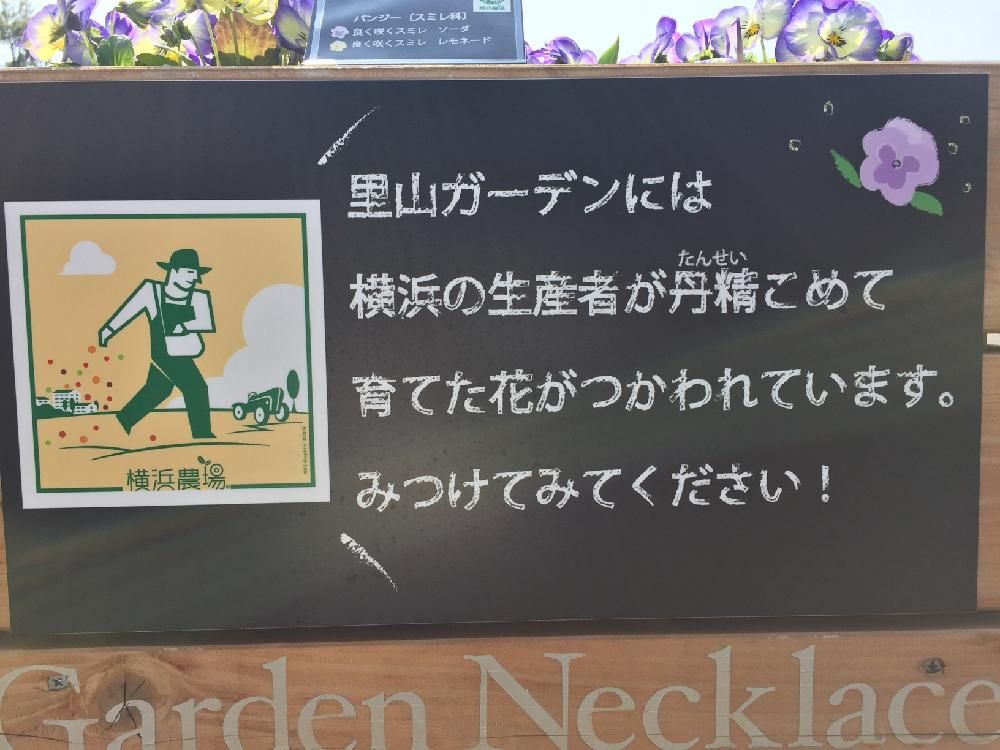 パンジー〔スミレ科〕
良く咲くスミレ ソーダ
良く咲くスミレ レモネード
里山ガーデンには
たんせい
横浜の生産者が丹精こめて
育てた花がつかわれています。
みつけてみてください！
横浜農場
Garden Necklace